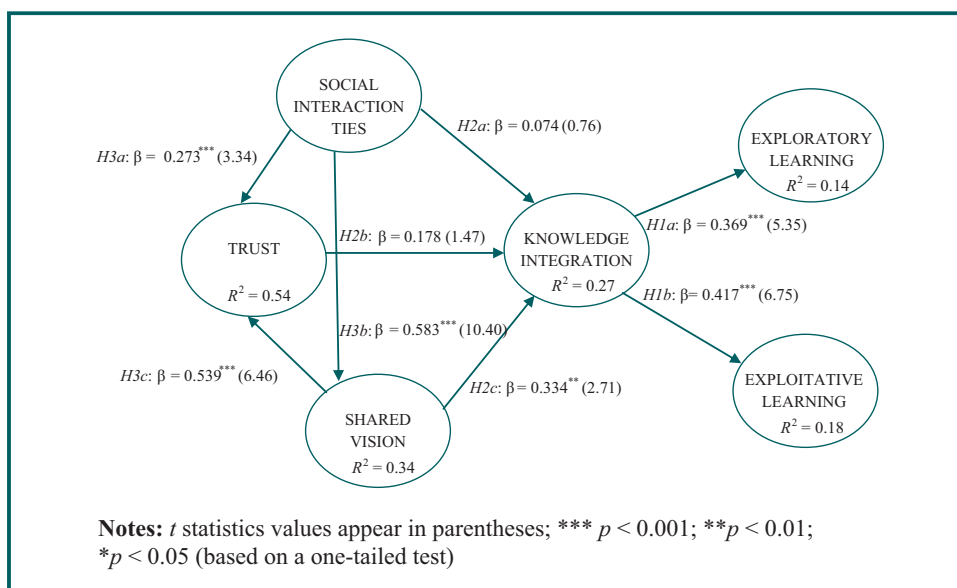 SOCIAL
INTERACTION
TIES
H2a: β = 0.074 (0.76)
EXPLORATORY
LEARNING
R² = 0.14
H3a: β = 0.273*** (3.34)
H1a: β = 0.369*** (5.35)
TRUST
R² = 0.54
H2b: β = 0.178 (1.47)
KNOWLEDGE
INTEGRATION
R² = 0.27
H1b: β= 0.417*** (6.75)
H3b: β = 0.583*** (10.40)
H3c: β = 0.539*** (6.46)
H2c: β = 0.334** (2.71)
EXPLOITATIVE
LEARNING
R² = 0.18
SHARED
VISION
R² = 0.34
Notes: t statistics values appear in parentheses; *** p < 0.001; **p < 0.01;
*p < 0.05 (based on a one-tailed test)